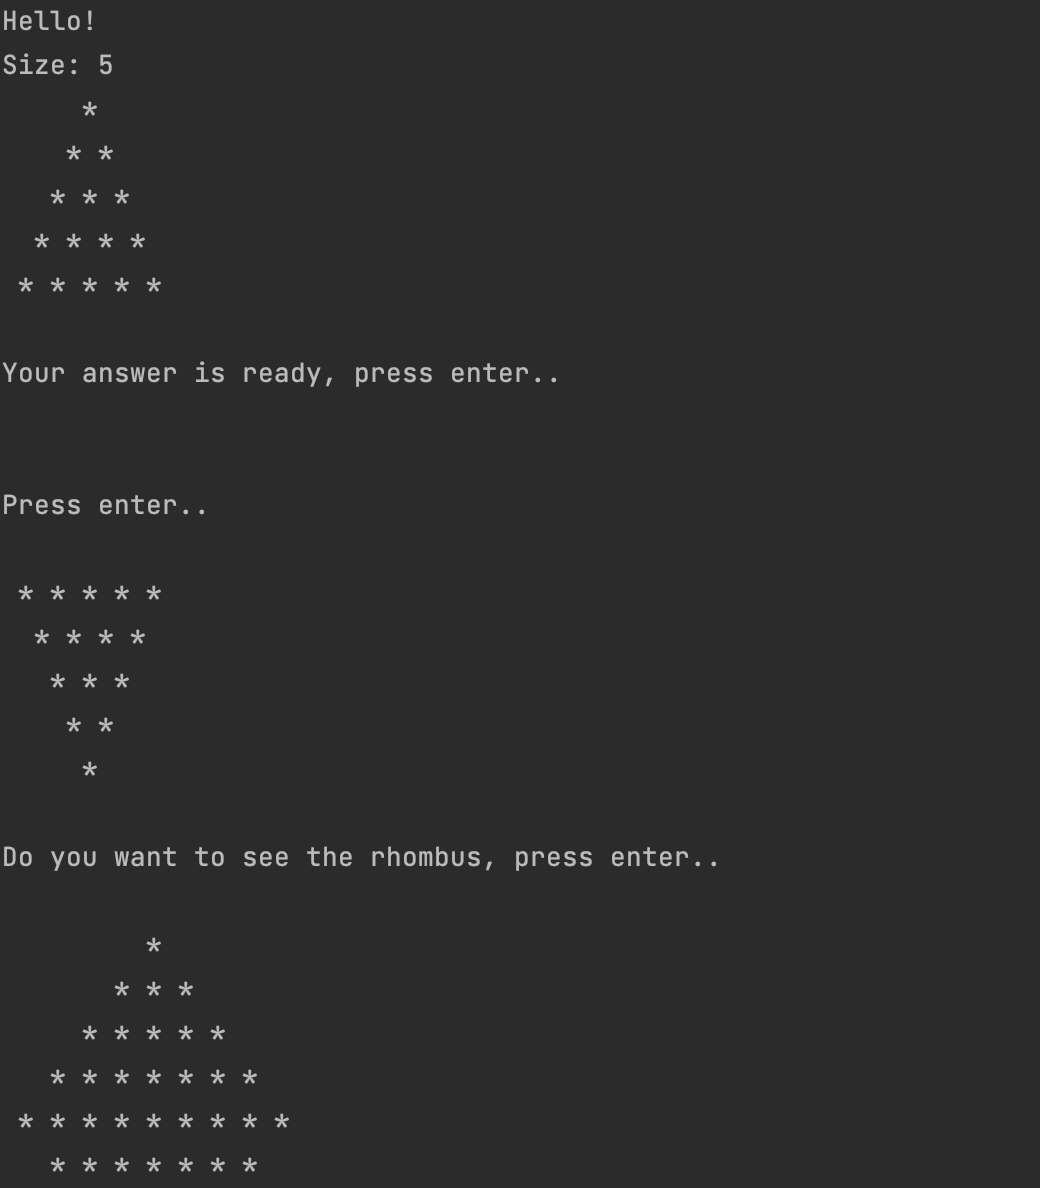 Hello!
Size: 5
     *
    * *
   * * *
  * * * *
 * * * * *
Your answer is ready, press enter..
Press enter..
 * * * * *
  * * * *
   * * *
    * *
     *
Do you want to see the rhombus, press enter..
         *
       * * *
     * * * * *
   * * * * * * *
 * * * * * * * * *
   * * * * * * *